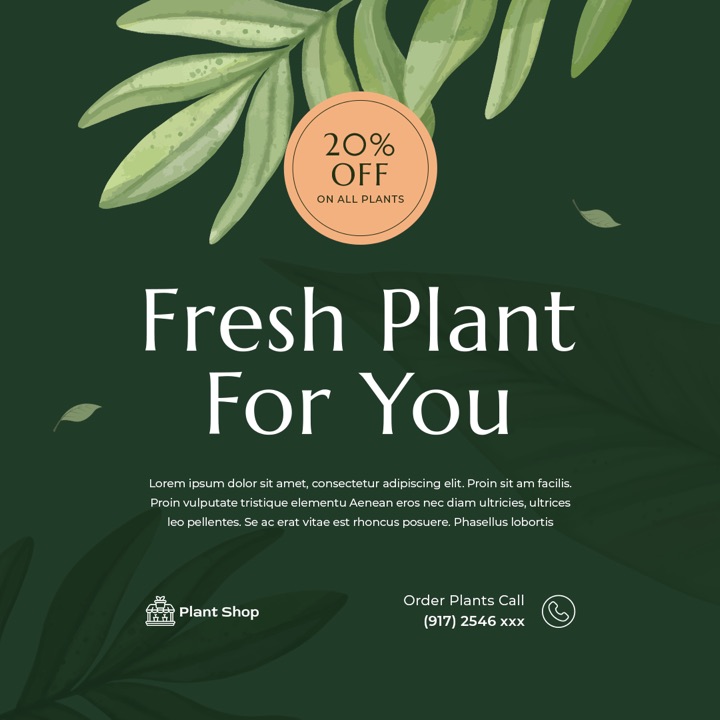 20%
OFF
ON ALL PLANTS
Fresh Plant
For You
Lorem ipsum dolor sit amet, consectetur adipiscing elit. Proin sit am facilis.
Proin vulputate tristique elementu Aenean eros nec diam ultricies, ultrices
leo pellentes. Se ac erat vitae est rhoncus posuere. Phasellus lobortis
Plant Shop
Order Plants Call
(917) 2546 xxx